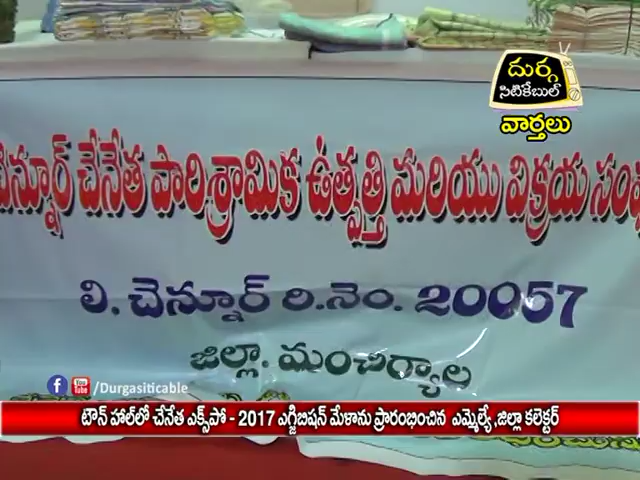 దుర్గ
సిటికేబుల్
వార్తలు
చేనేత పారిశ్రామిక ఉత్పత్తి మరియు విక్రయ
లి. చెన్నూర్ రి.నెం. 20057
జిల్లా. మంచిర్యాల
/Durgasiticable
టౌన్ హాల్‌లో చేనేత ఎక్స్‌పో - 2017 ఎగ్జిబిషన్ మేళాను ప్రారంభించిన ఎమ్మెల్యే ,జిల్లా కలెక్టర్